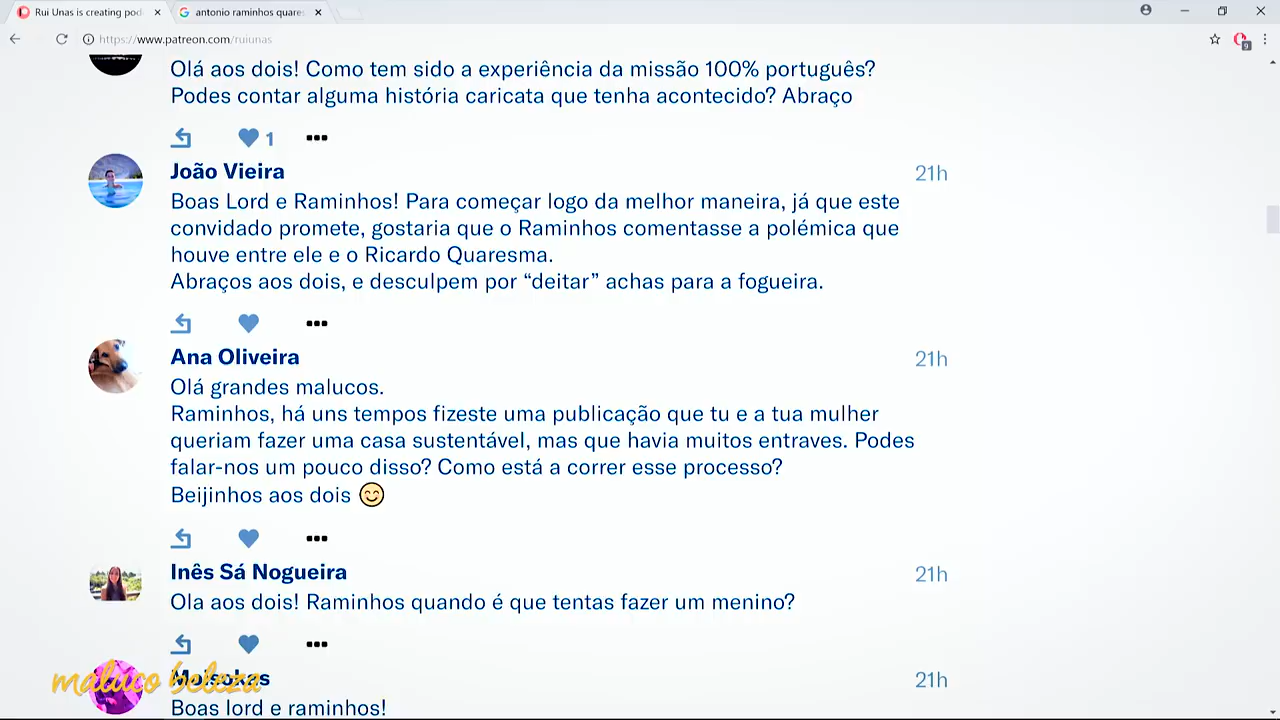 Rui Unas is creating pod
antonio raminhos quares
https://www.patreon.com/ruiunas
9
Olá aos dois! Como tem sido a experiência da missão 100% português?
Podes contar alguma história caricata que tenha acontecido? Abraço
1
João Vieira
21h
Boas Lord e Raminhos! Para começar logo da melhor maneira, já que este
convidado promete, gostaria que o Raminhos comentasse a polémica que
houve entre ele e o Ricardo Quaresma.
Abraços aos dois, e desculpem por “deitar” achas para a fogueira.
Ana Oliveira
21h
Olá grandes malucos.
Raminhos, há uns tempos fizeste uma publicação que tu e a tua mulher
queriam fazer uma casa sustentável, mas que havia muitos entraves. Podes
falar-nos um pouco disso? Como está a correr esse processo?
Beijinhos aos dois 😊
Inês Sá Nogueira
21h
Ola aos dois! Raminhos quando é que tentas fazer um menino?
maluco beleza
21h
Boas lord e raminhos!